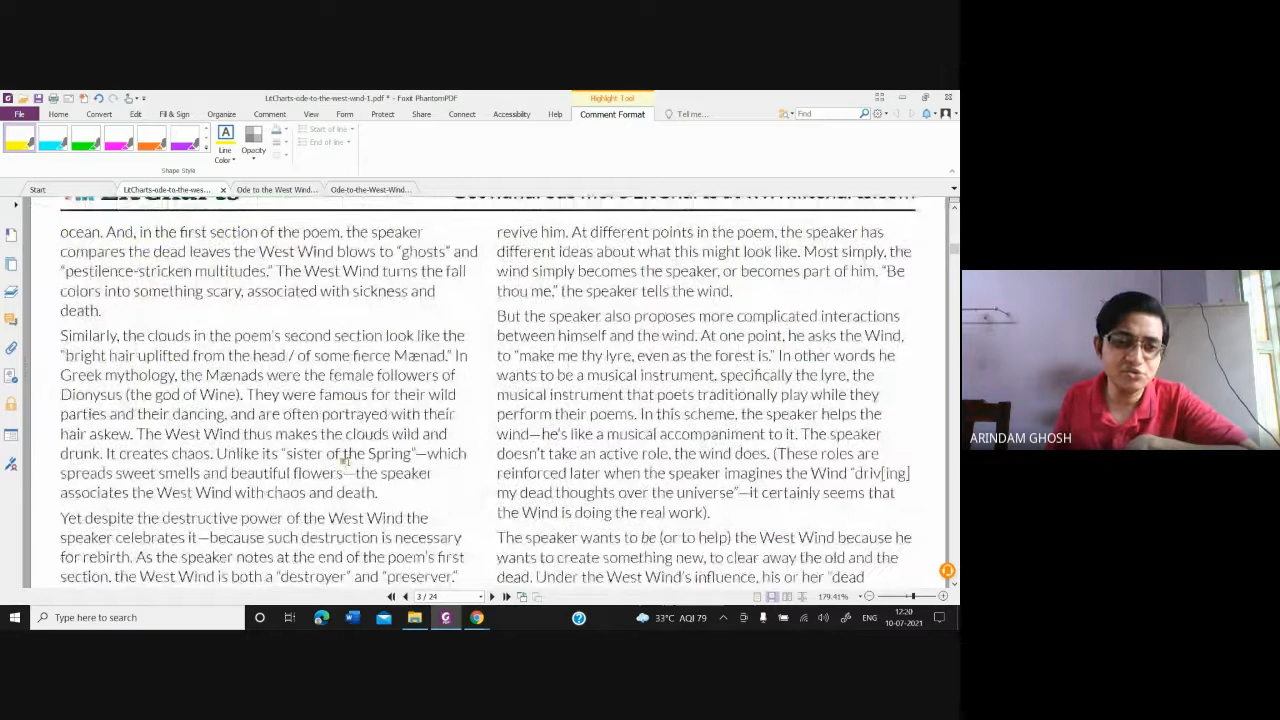 LitCharts-ode-to-the-west-wind-1.pdf * - Foxit PhantomPDF
Highlight Tool
File
Home
Convert
Edit
Fill & Sign
Organize
Comment
View
Form
Protect
Share
Connect
Accessibility
Help
Comment Format
Tell me...
Find
Line
Color
Opacity
Start of line
End of line
Shape Style
Start
LitCharts-ode-to-the-wes...
Ode to the West Wind...
Ode-to-the-West-Wind...
ocean. And, in the first section of the poem, the speaker
compares the dead leaves the West Wind blows to “ghosts” and
“pestilence-stricken multitudes.” The West Wind turns the fall
colors into something scary, associated with sickness and
death.
Similarly, the clouds in the poem’s second section look like the
“bright hair uplifted from the head / of some fierce Mænad.” In
Greek mythology, the Mænads were the female followers of
Dionysus (the god of Wine). They were famous for their wild
parties and their dancing, and are often portrayed with their
hair askew. The West Wind thus makes the clouds wild and
drunk. It creates chaos. Unlike its “sister of the Spring”—which
spreads sweet smells and beautiful flowers—the speaker
associates the West Wind with chaos and death.
Yet despite the destructive power of the West Wind the
speaker celebrates it—because such destruction is necessary
for rebirth. As the speaker notes at the end of the poem’s first
section, the West Wind is both a “destroyer” and “preserver.”
revive him. At different points in the poem, the speaker has
different ideas about what this might look like. Most simply, the
wind simply becomes the speaker, or becomes part of him. “Be
thou me,” the speaker tells the wind.
But the speaker also proposes more complicated interactions
between himself and the wind. At one point, he asks the Wind,
to “make me thy lyre, even as the forest is.” In other words he
wants to be a musical instrument, specifically the lyre, the
musical instrument that poets traditionally play while they
perform their poems. In this scheme, the speaker helps the
wind—he’s like a musical accompaniment to it. The speaker
doesn’t take an active role, the wind does. (These roles are
reinforced later when the speaker imagines the Wind “driv[ing]
my dead thoughts over the universe”—it certainly seems that
the Wind is doing the real work).
The speaker wants to be (or to help) the West Wind because he
wants to create something new, to clear away the old and the
dead. Under the West Wind’s influence, his or her “dead
3 / 24
179.41%
Type here to search
33°C AQI 79
ENG
12:20
10-07-2021
ARINDAM GHOSH